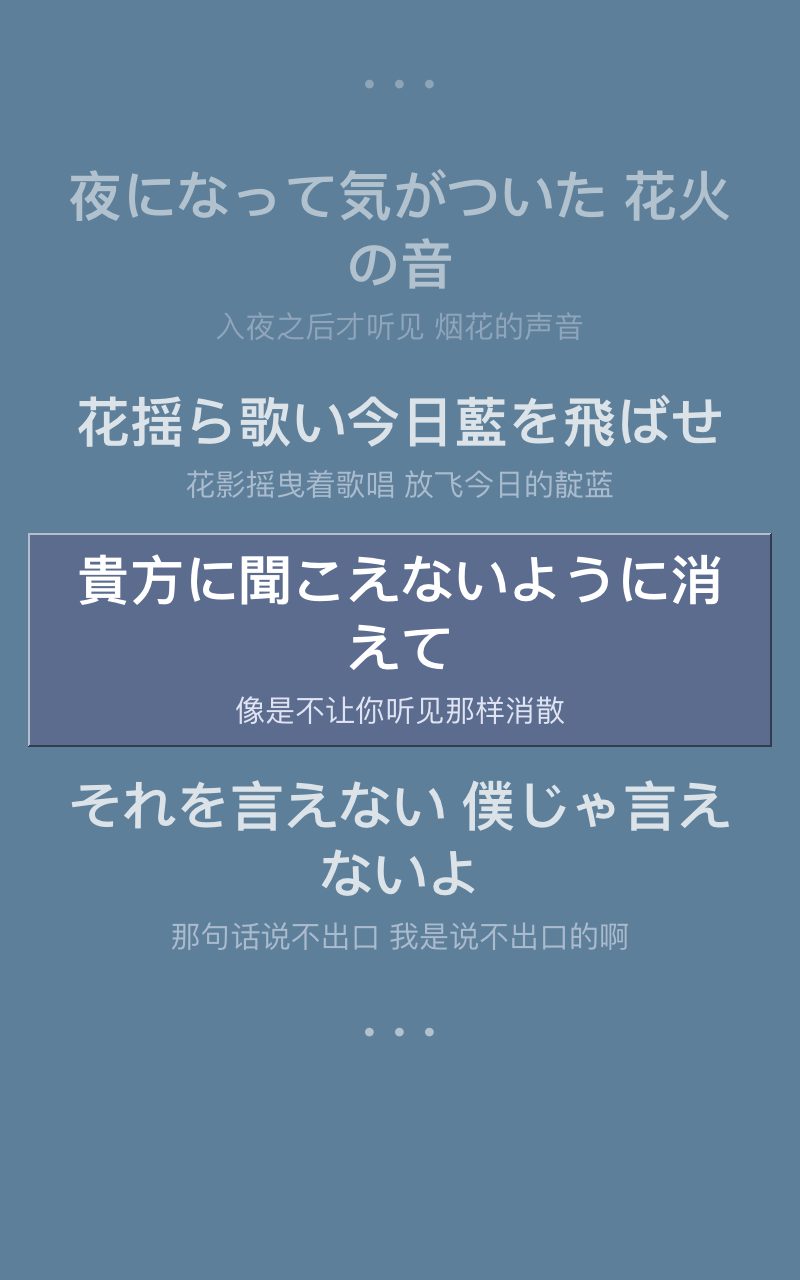 • • •
夜になって気がついた 花火
の音
入夜之后才听见 烟花的声音
花揺ら歌い今日藍を飛ばせ
花影摇曳着歌唱 放飞今日的靛蓝
貴方に聞こえないように消
えて
像是不让你听见那样消散
それを言えない 僕じゃ言え
ないよ
那句话说不出口 我是说不出口的啊
• • •